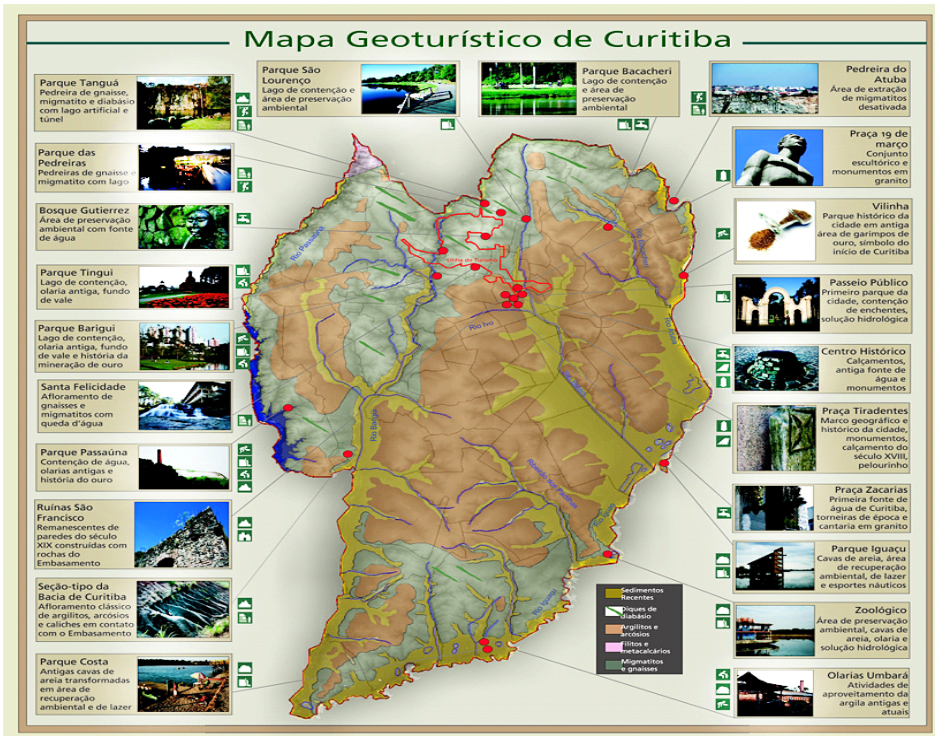 Mapa Geoturístico de Curitiba
Parque Tanguá
Pedreira de gnaisse,
migmatito e diabásio
com lago artificial e
túnel
Parque das
Pedreiras
Pedreiras de gnaisse e
migmatito com lago
Bosque Gutierrez
Área de preservação
ambiental com fonte
de água
Parque Tingui
Lago de contenção,
olaria antiga, fundo
de vale
Parque Barigui
Lago de contenção,
olaria antiga, fundo
de vale e história da
mineração de ouro
Santa Felicidade
Afloramento de
gnaisses e
migmatitos com
queda d'água
Parque Passaúna
Contenção de água,
olarias antigas e
história do ouro
Ruínas São
Francisco
Remanescentes de
paredes do século
XIX construídas com
rochas do
Embasamento
Seção-tipo da
Bacia de Curitiba
Afloramento clássico
de argilitos, arcósios
e caliches em contato
com o Embasamento
Parque Costa
Antigas cavas de
areia transformadas
em área de
recuperação
ambiental e de lazer
Parque São
Lourenço
Lago de contenção e
área de preservação
ambiental
Parque Bacacheri
Lago de contenção
e área de
preservação
ambiental
Pedreira do
Atuba
Área de extração
de migmatitos
desativada
Praça 19 de
março
Conjunto
escultórico e
monumentos em
granito
Vilinha
Parque histórico da
cidade em antiga
área de garimpos de
ouro, símbolo do
início de Curitiba
Passeio Público
Primeiro parque da
cidade, contenção
de enchentes,
solução hidrológica
Centro Histórico
Calçamentos,
antiga fonte de
água e
monumentos
Praça Tiradentes
Marco geográfico e
histórico da cidade,
monumentos,
calçamento do
século XVIII,
pelourinho
Praça Zacarias
Primeira fonte de
água de Curitiba,
torneiras de época e
cantaria em granito
Parque Iguaçu
Cavas de areia, área
de recuperação
ambiental, de lazer
e esportes náuticos
Zoológico
Área de preservação
ambiental, cavas de
areia, olaria e
solução hidrológica
Olarias Umbará
Atividades de
aproveitamento da
argila antigas e
atuais
Rio Passaúna
Linha do Turismo
Rio Ivo
Rio Barigui
Rio Iguaçu
Sedimentos
Recentes
Diques de
diabásio
Argilitos e
arcósios
Filitos e
metacalcários
Migmatitos
e gnaisses